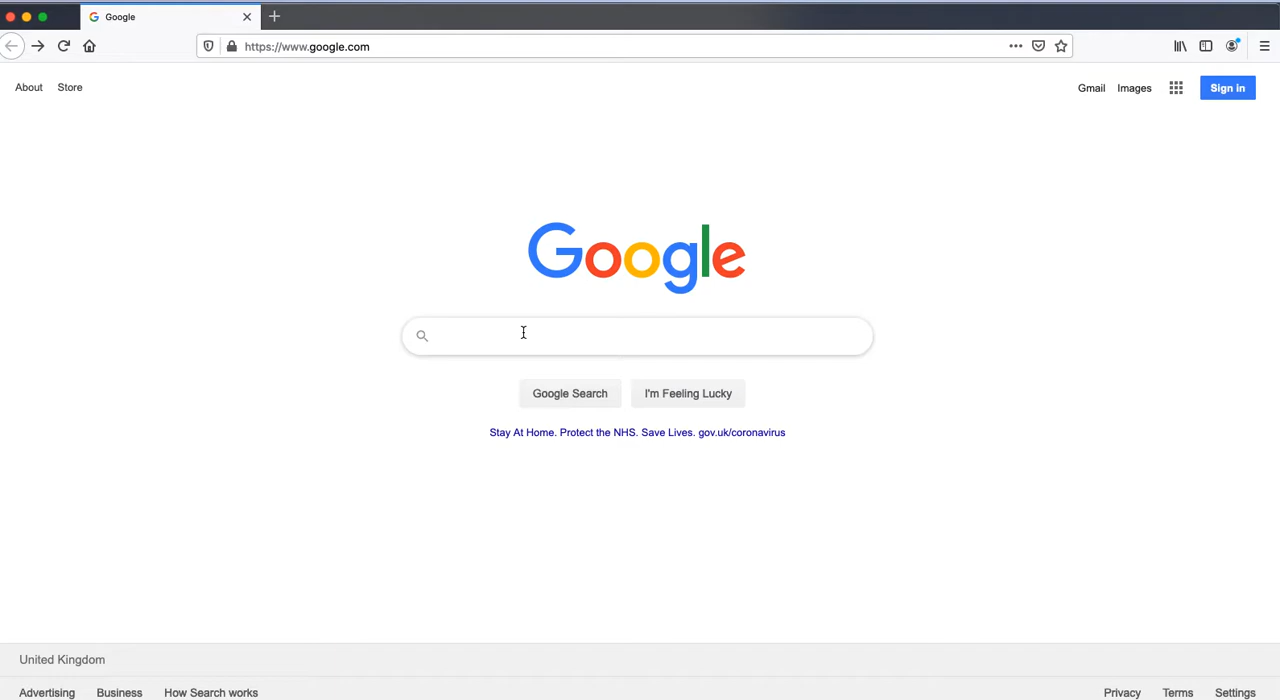 Google
https://www.google.com
About Store
Gmail Images Sign in
Google
Google Search I'm Feeling Lucky
Stay At Home. Protect the NHS. Save Lives. gov.uk/coronavirus
United Kingdom
Advertising Business How Search works
Privacy Terms Settings